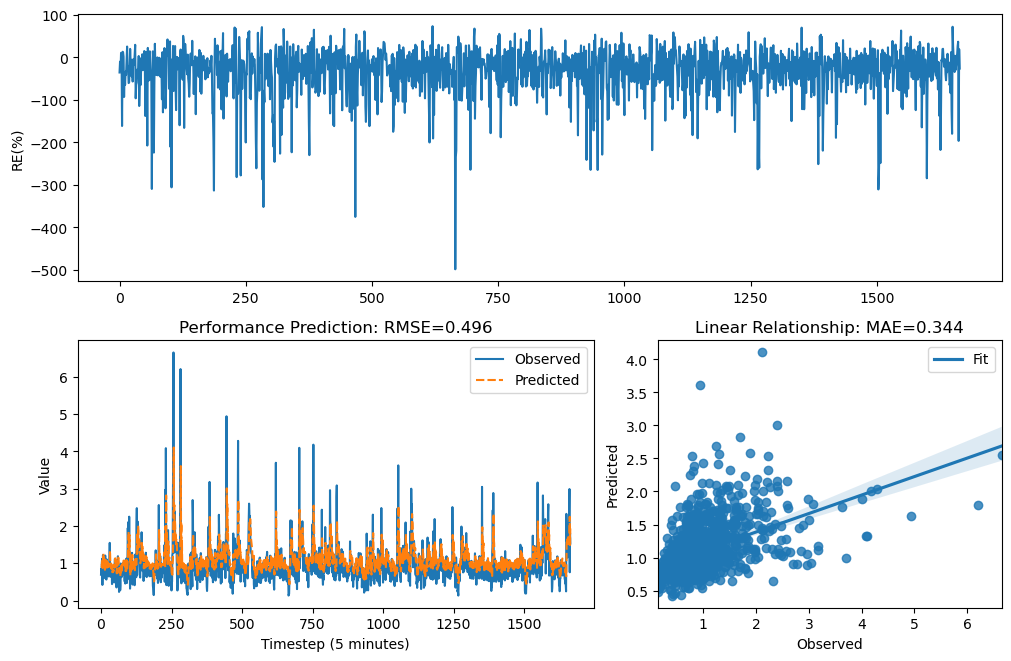 100
0
−100
−200
−300
−400
−500
RE(%)
0 250 500 750 1000 1250 1500
Performance Prediction: RMSE=0.496
Observed
Predicted
6
5
4
3
2
1
0
Value
0 250 500 750 1000 1250 1500
Timestep (5 minutes)
Linear Relationship: MAE=0.344
Fit
4.0
3.5
3.0
2.5
2.0
1.5
1.0
0.5
Predicted
1 2 3 4 5 6
Observed